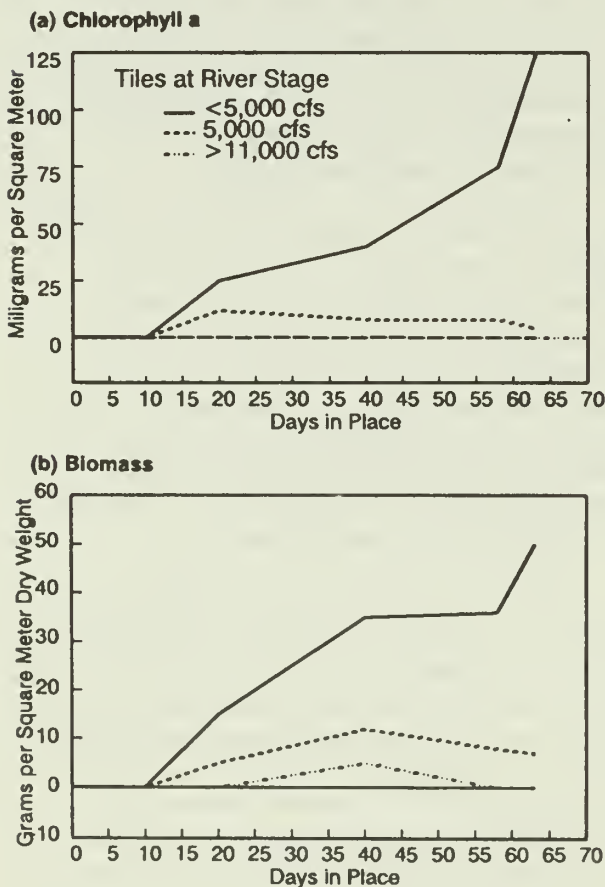 (a) Chlorophyll a
Miligrams per Square Meter
125
100
75
50
25
0
Tiles at River Stage
<5,000 cfs
5,000 cfs
>11,000 cfs
0 5 10 15 20 25 30 35 40 45 50 55 60 65 70
Days in Place
(b) Biomass
Grams per Square Meter Dry Weight
60
50
40
30
20
10
0
10
0 5 10 15 20 25 30 35 40 45 50 55 60 65 70
Days in Place